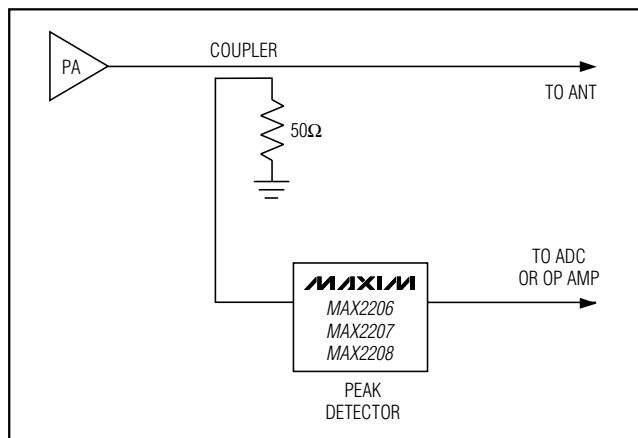 PA
COUPLER
TO ANT
50Ω
TO ADC
OR OP AMP
MAXIM
MAX2206
MAX2207
MAX2208
PEAK
DETECTOR